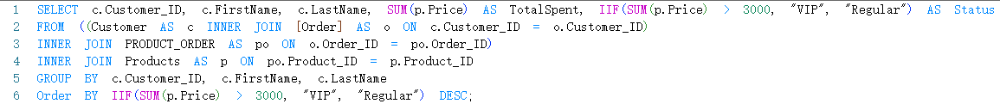 1 SELECT c.Customer_ID, c.FirstName, c.LastName, SUM(p.Price) AS TotalSpent, IIF(SUM(p.Price) > 3000, "VIP", "Regular") AS Status
2 FROM ((Customer AS c INNER JOIN [Order] AS o ON c.Customer_ID = o.Customer_ID)
3 INNER JOIN PRODUCT_ORDER AS po ON o.Order_ID = po.Order_ID)
4 INNER JOIN Products AS p ON po.Product_ID = p.Product_ID
5 GROUP BY c.Customer_ID, c.FirstName, c.LastName
6 Order BY IIF(SUM(p.Price) > 3000, "VIP", "Regular") DESC;